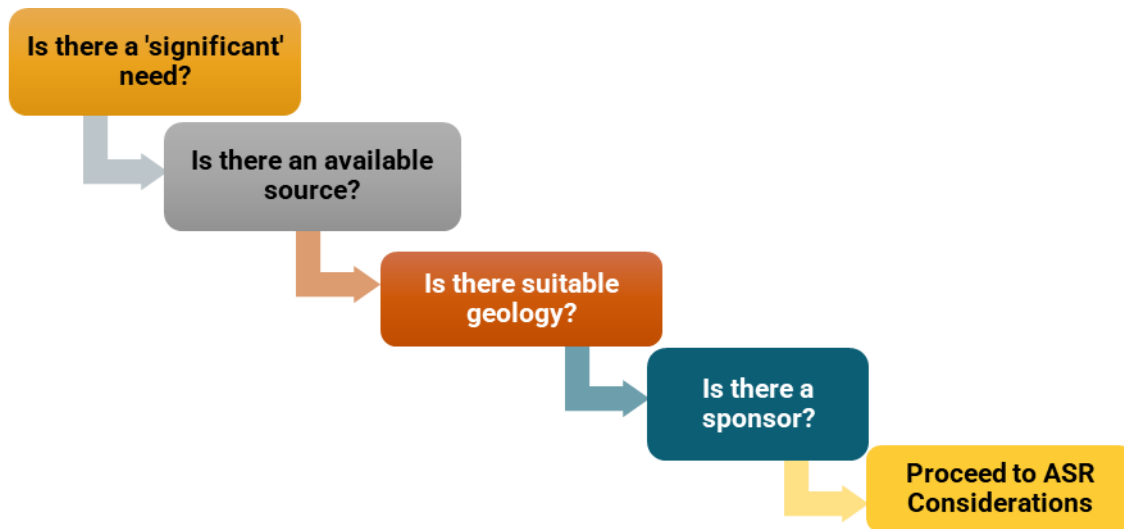 Is there a 'significant'
need?
Is there an available
source?
Is there suitable
geology?
Is there a
sponsor?
Proceed to ASR
Considerations